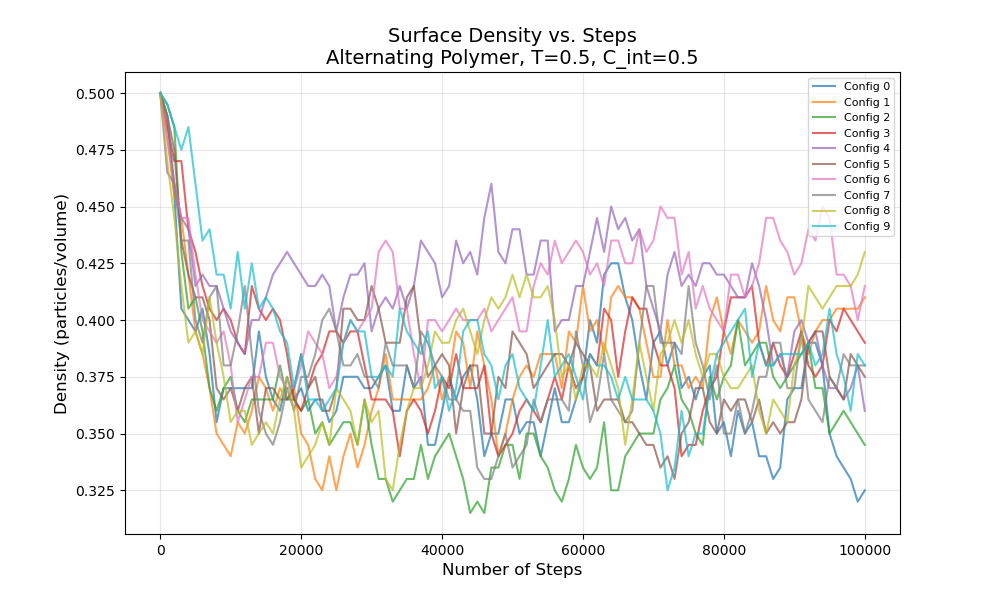 Surface Density vs. Steps
Alternating Polymer, T=0.5, C_int=0.5
Density (particles/volume)
0.500
0.475
0.450
0.425
0.400
0.375
0.350
0.325
Config 0
Config 1
Config 2
Config 3
Config 4
Config 5
Config 6
Config 7
Config 8
Config 9
0
20000
40000
60000
80000
100000
Number of Steps